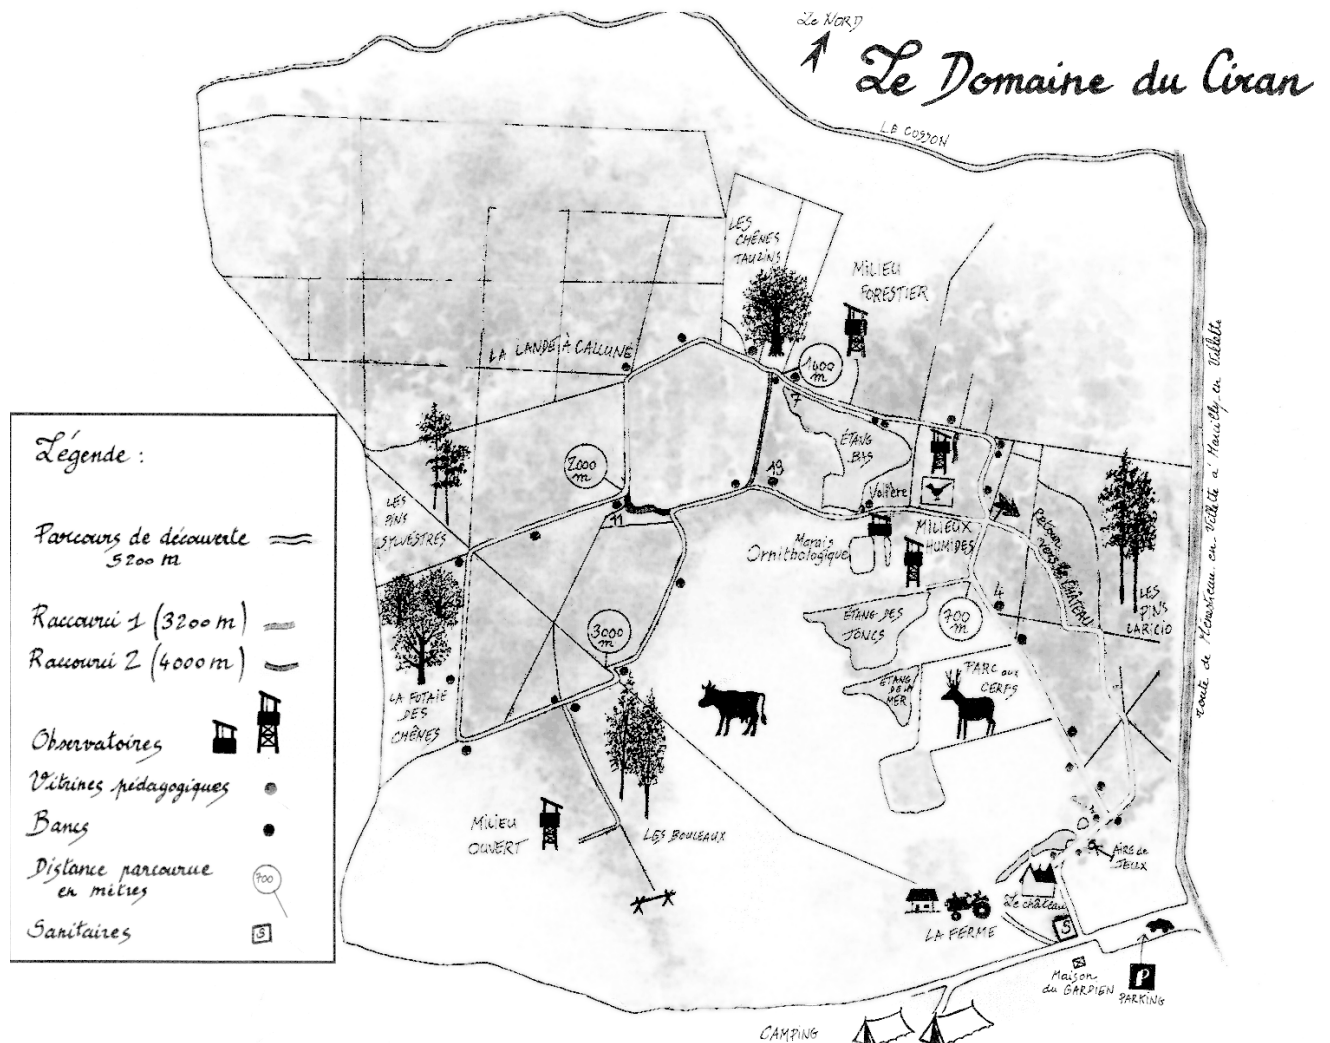 Le NORD
Le Domaine du Ciran
LE COSSON
LES
CHÊNES
TAUZINS
MILIEU
FORESTIER
LA LANDE À CALLUNE
1600
m
7
ÉTANG
BAS
19
Volière
2000
m
11
LES
PINS
SYLVESTRES
Marais
Ornithologique
MILIEUX
HUMIDES
Retour
vers le CHÂTEAU
LES
PINS
LARICIO
route de Menestreau en Villette à Marcilly en Villette
4
700
m
ÉTANG DES
JONCS
3000
m
ÉTANG
DE LA
MER
PARC aux
CERFS
LA FUTAIE
DES
CHÊNES
MILIEU
OUVERT
LES BOULEAUX
AIRE de
JEUX
Le château
LA FERME
S
Maison
du GARDIEN
P
PARKING
CAMPING
Légende :
Parcours de découverte
5200 m
Raccourci 1 (3200 m)
Raccourci 2 (4000 m)
Observatoires
Vitrines pédagogiques
Bancs
Distance parcourue
en mètres
700
Sanitaires
S